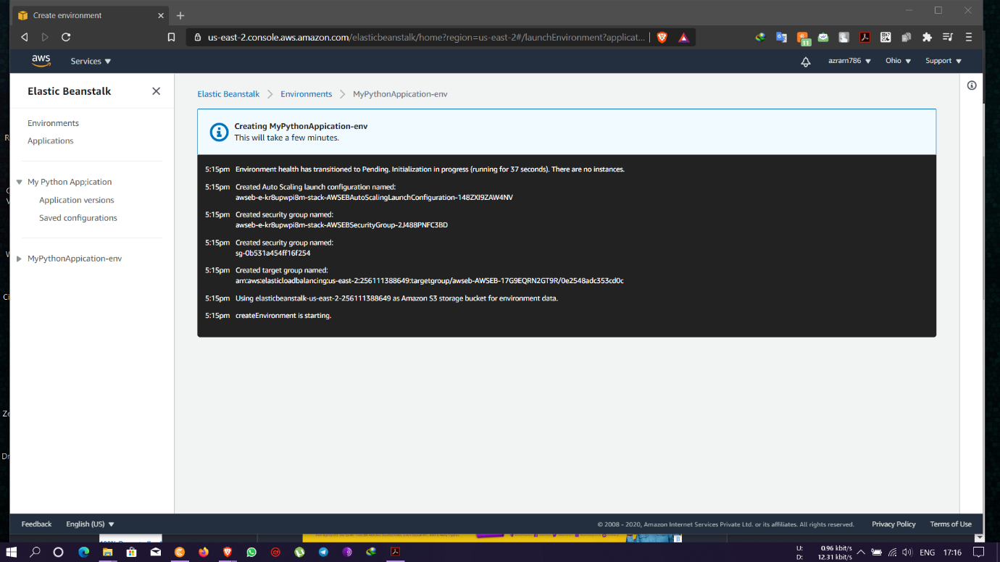 Create environment
us-east-2.console.aws.amazon.com/elasticbeanstalk/home?region=us-east-2#/launchEnvironment?applicat...
11
aws
Services
azram786
Ohio
Support
Elastic Beanstalk
Environments
Applications
My Python App;ication
Application versions
Saved configurations
MyPythonAppication-env
Elastic Beanstalk
Environments
MyPythonAppication-env
Creating MyPythonAppication-env
This will take a few minutes.
5:15pm Environment health has transitioned to Pending. Initialization in progress (running for 37 seconds). There are no instances.
5:15pm Created Auto Scaling launch configuration named:
awseb-e-kr8upwpi8m-stack-AWSEBAutoScalingLaunchConfiguration-148ZXI9ZAW4NV
5:15pm Created security group named:
awseb-e-kr8upwpi8m-stack-AWSEBSecurityGroup-2J488PNFC3BD
5:15pm Created security group named:
sg-0b531a454ff16f254
5:15pm Created target group named:
arn:aws:elasticloadbalancing:us-east-2:256111388649:targetgroup/awseb-AWSEB-17G9EQRN2GT9R/0e2548adc353cd0c
5:15pm Using elasticbeanstalk-us-east-2-256111388649 as Amazon S3 storage bucket for environment data.
5:15pm createEnvironment is starting.
Feedback
English (US)
© 2008 - 2020, Amazon Internet Services Private Ltd. or its affiliates. All rights reserved.
Privacy Policy
Terms of Use
U: 0.96 kbit/s
D: 12.31 kbit/s
ENG
17:16